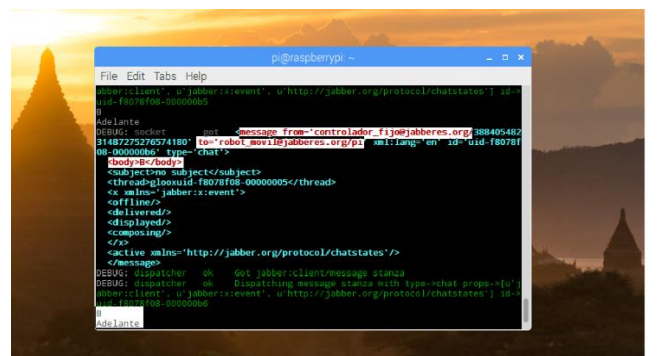 pi@raspberrypi: ~
File Edit Tabs Help
abber:client', u'jabber:x:event', u'http://jabber.org/protocol/chatstates'] id->
uid-f8078f08-000000b5
B
Adelante
DEBUG: socket got <message from='controlador_fijo@jabberes.org/388405482
31487275276574180' to='robot_movil@jabberes.org/pi' xml:lang='en' id='uid-f8078f
08-000000b6' type='chat'>
<body>B</body>
<subject>no subject</subject>
<thread>glooxuid-f8078f08-00000005</thread>
<x xmlns='jabber:x:event'>
<offline/>
<delivered/>
<displayed/>
<composing/>
</x>
<active xmlns='http://jabber.org/protocol/chatstates'/>
</message>
DEBUG: dispatcher ok Got jabber:client/message stanza
DEBUG: dispatcher ok Dispatching message stanza with type->chat props->[u'j
abber:client', u'jabber:x:event', u'http://jabber.org/protocol/chatstates'] id->
uid-f8078f08-000000b6
B
Adelante